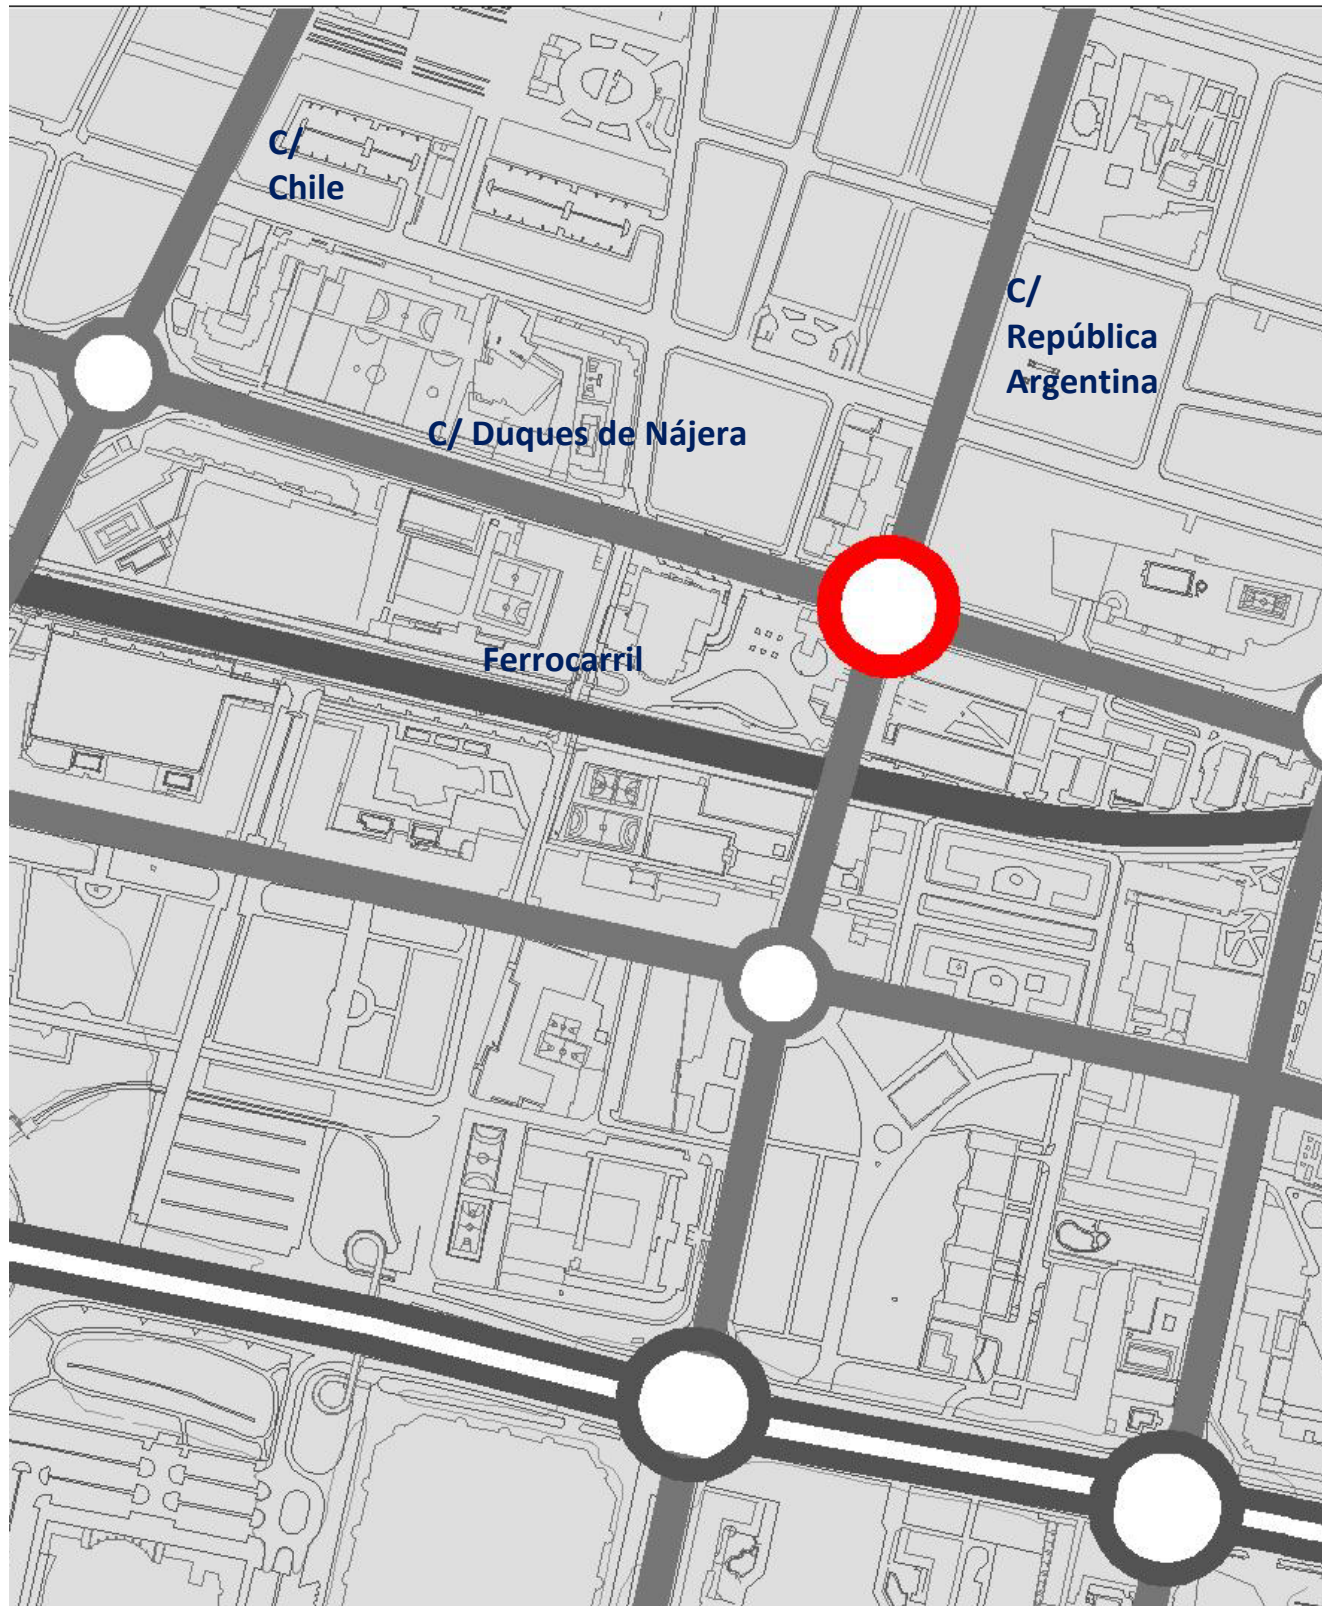 C/
Chile
C/
República
Argentina
C/ Duques de Nájera
Ferrocarril